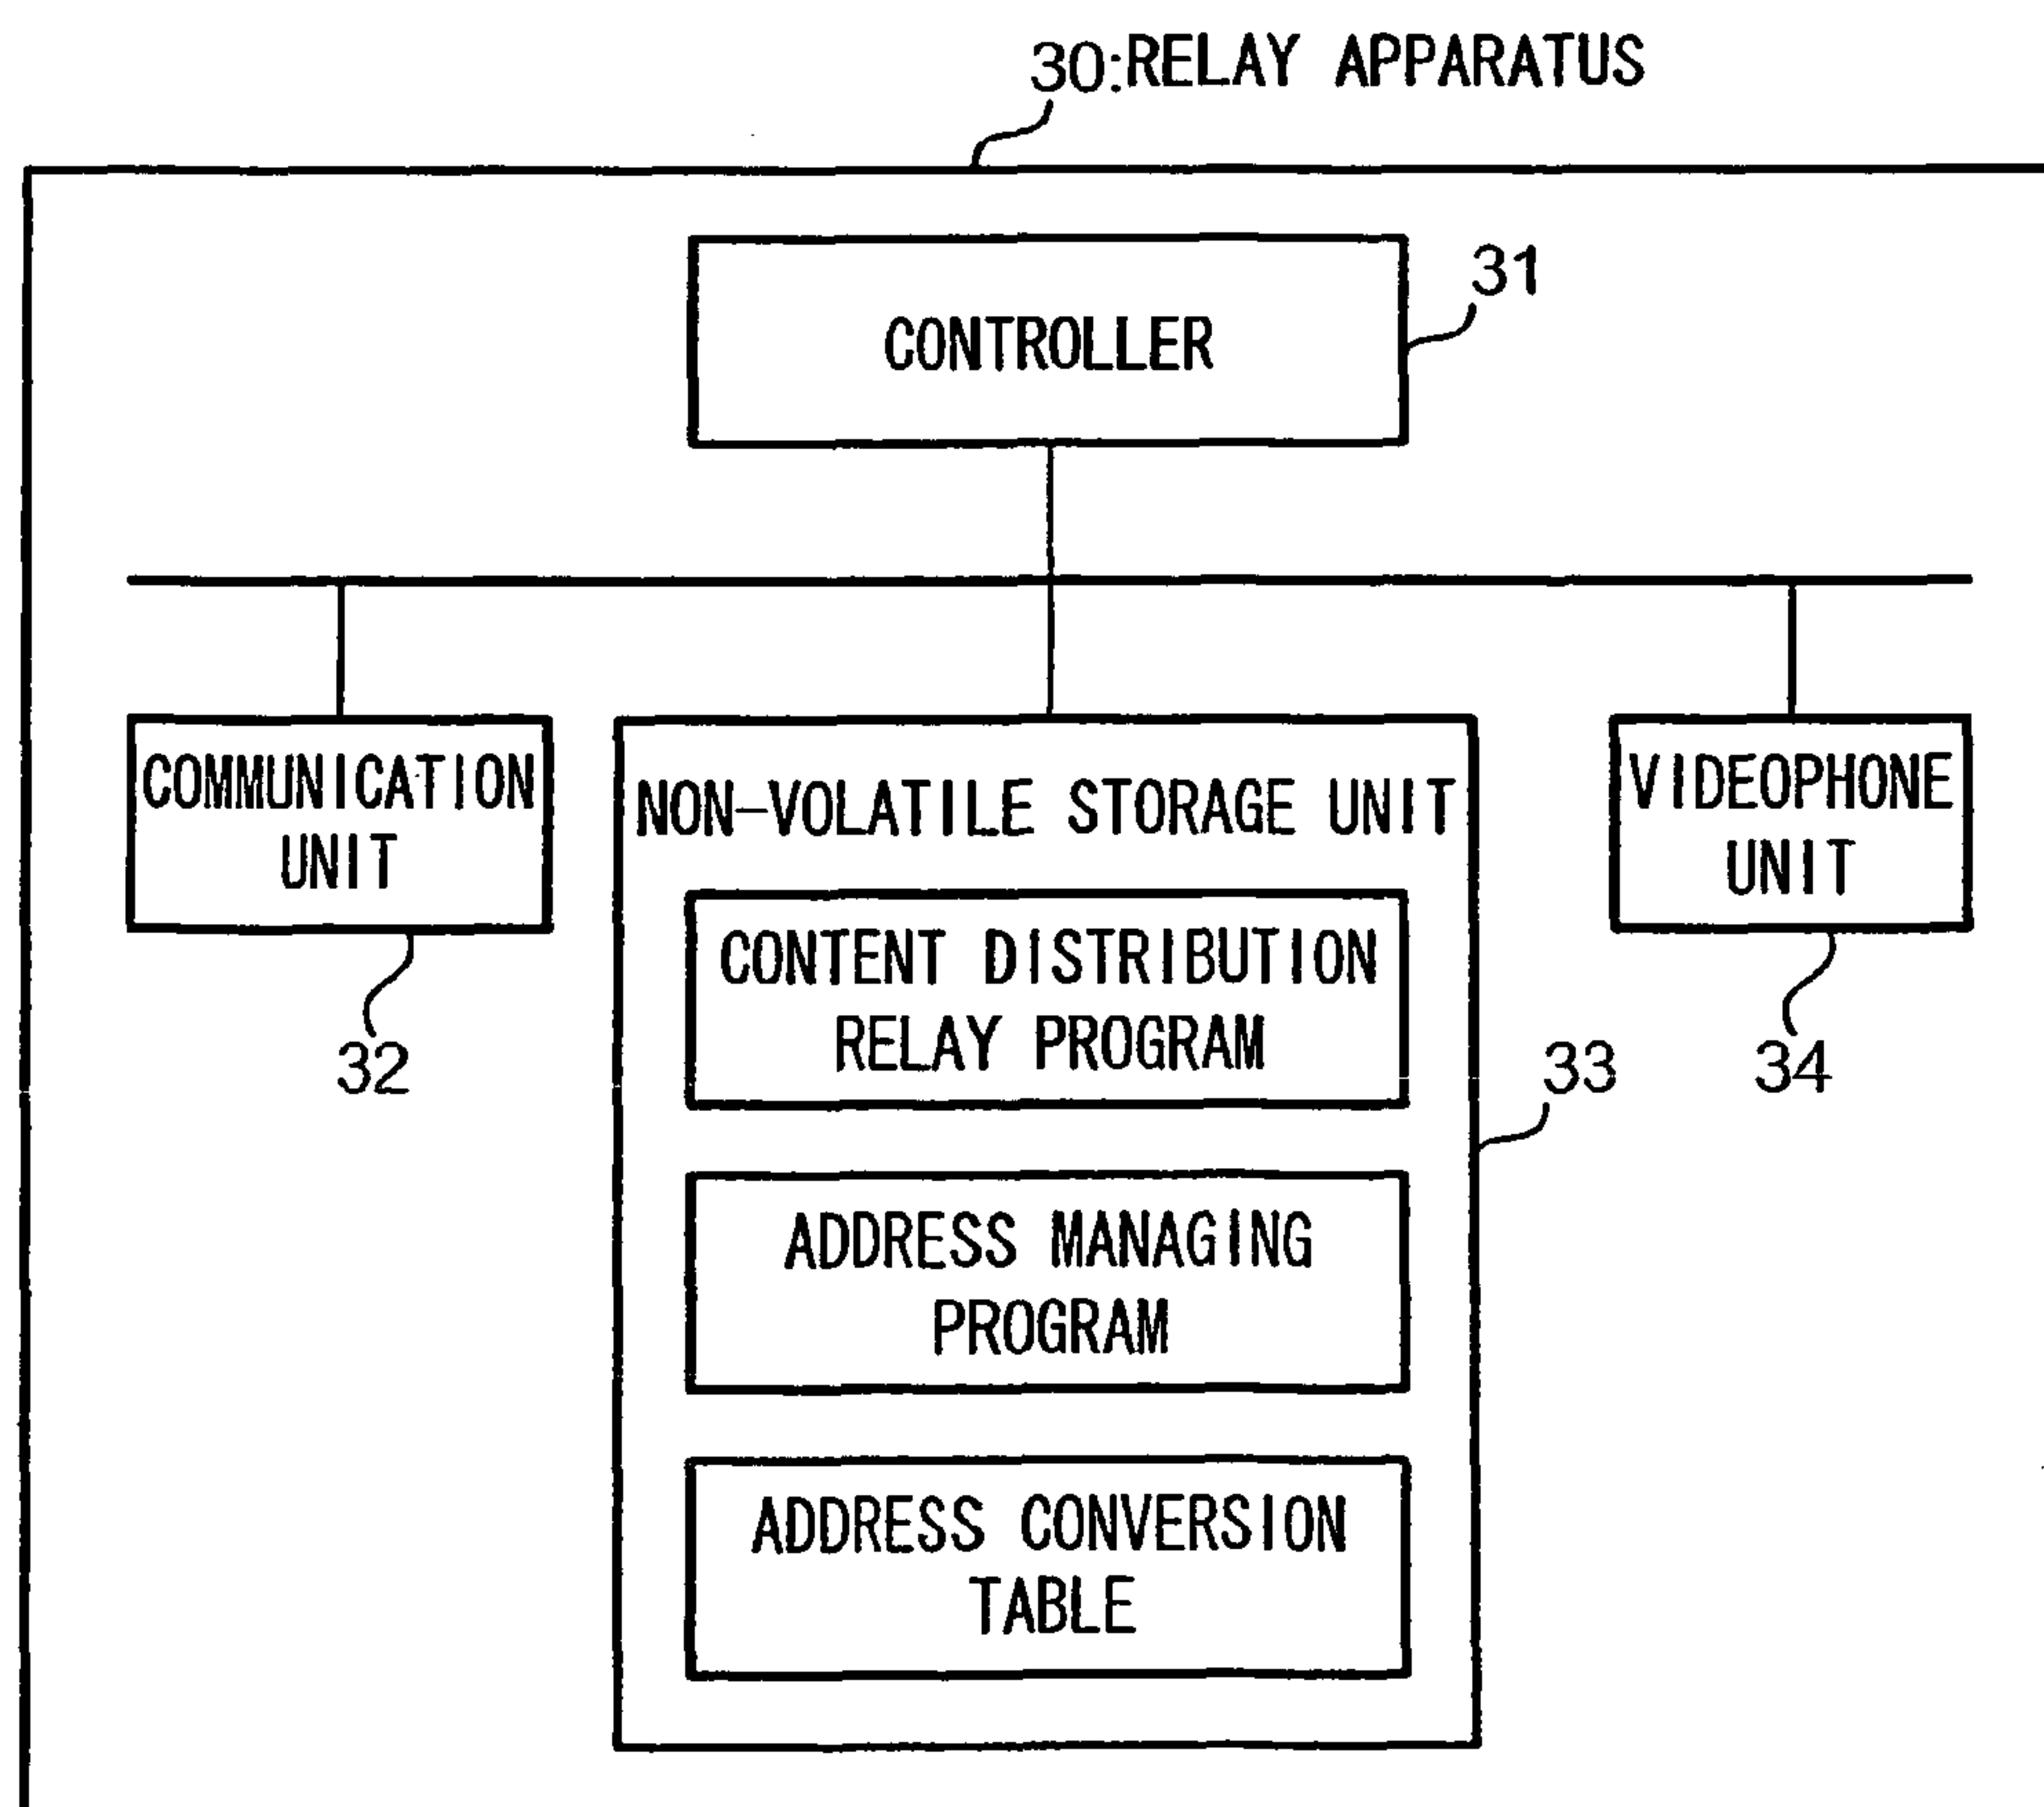 30:RELAY APPARATUS
31
CONTROLLER
COMMUNICATION
UNIT
32
NON-VOLATILE STORAGE UNIT
CONTENT DISTRIBUTION
RELAY PROGRAM
ADDRESS MANAGING
PROGRAM
ADDRESS CONVERSION
TABLE
33
VIDEOPHONE
UNIT
34